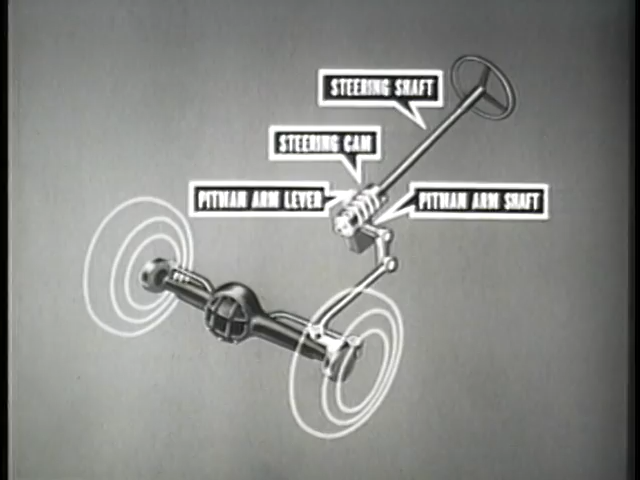 STEERING SHAFT
STEERING CAM
PITMAN ARM LEVER
PITMAN ARM SHAFT